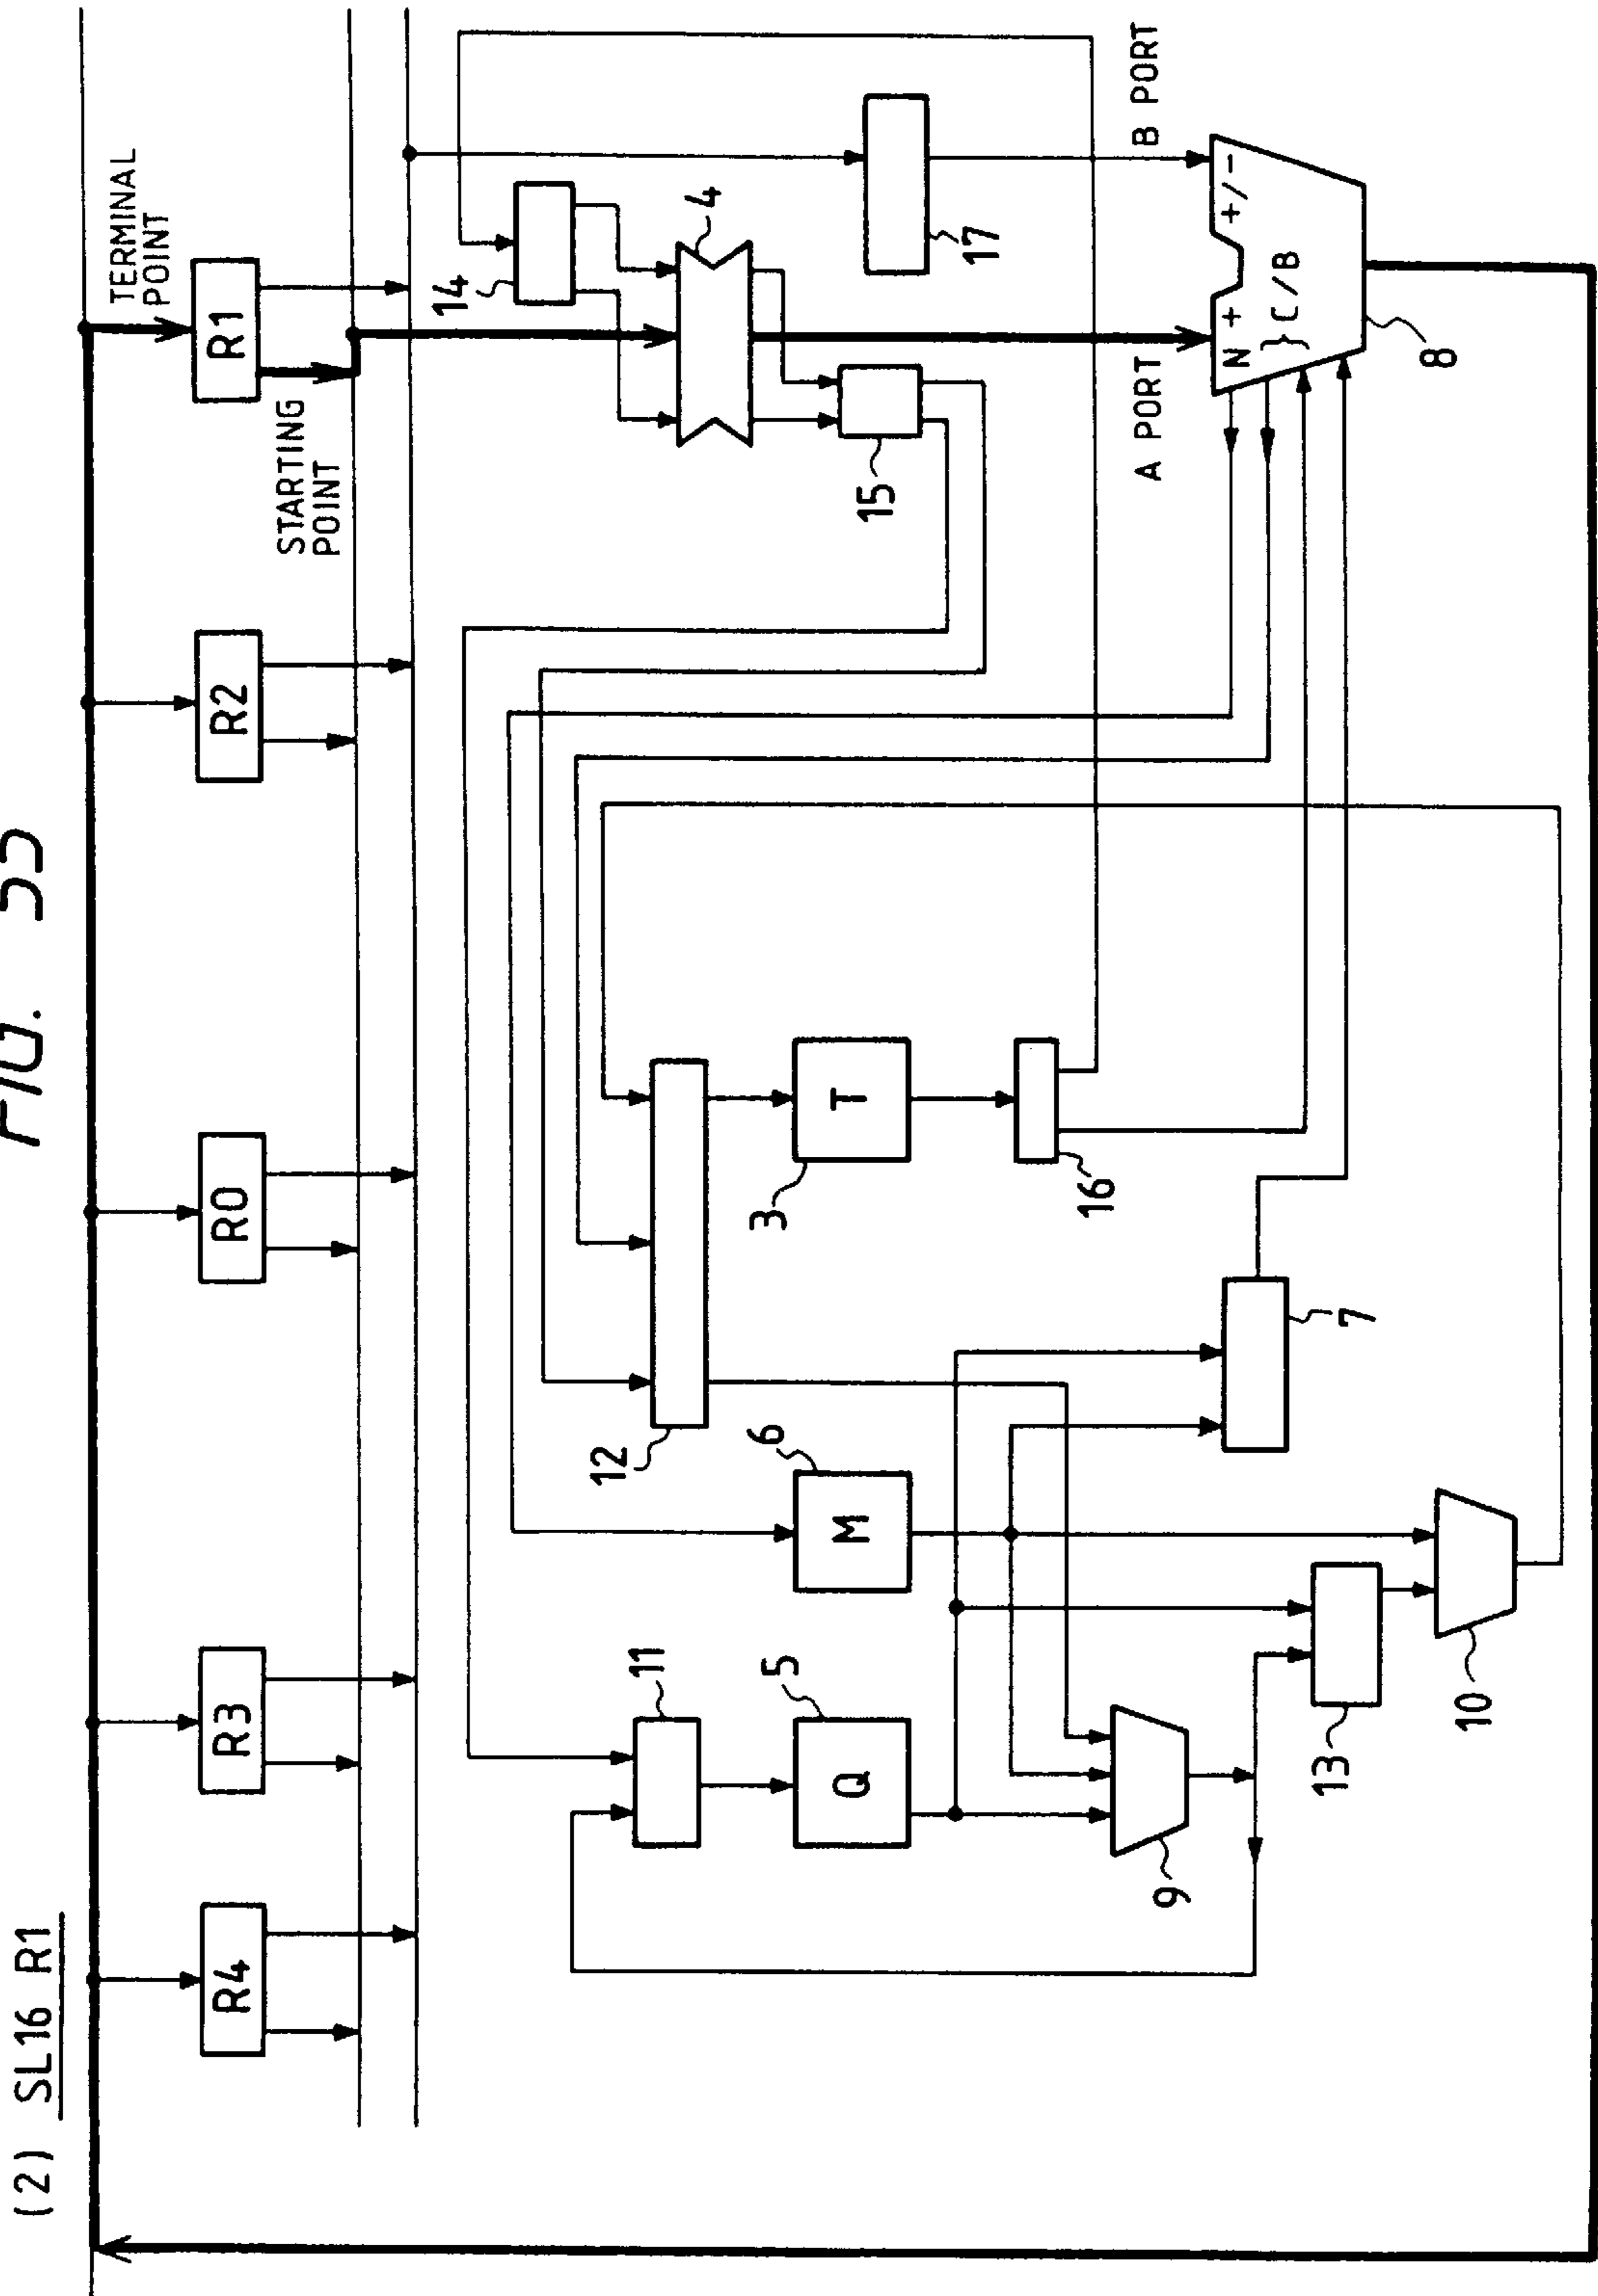 FIG. 55
(2) SL16 R1
TERMINAL
POINT
R4
R3
R0
R2
R1
STARTING
POINT
14
4
11
12
15
17
5
6
3
Q
M
T
16
A PORT
B PORT
9
7
N + +/-
} C/B
13
10
8